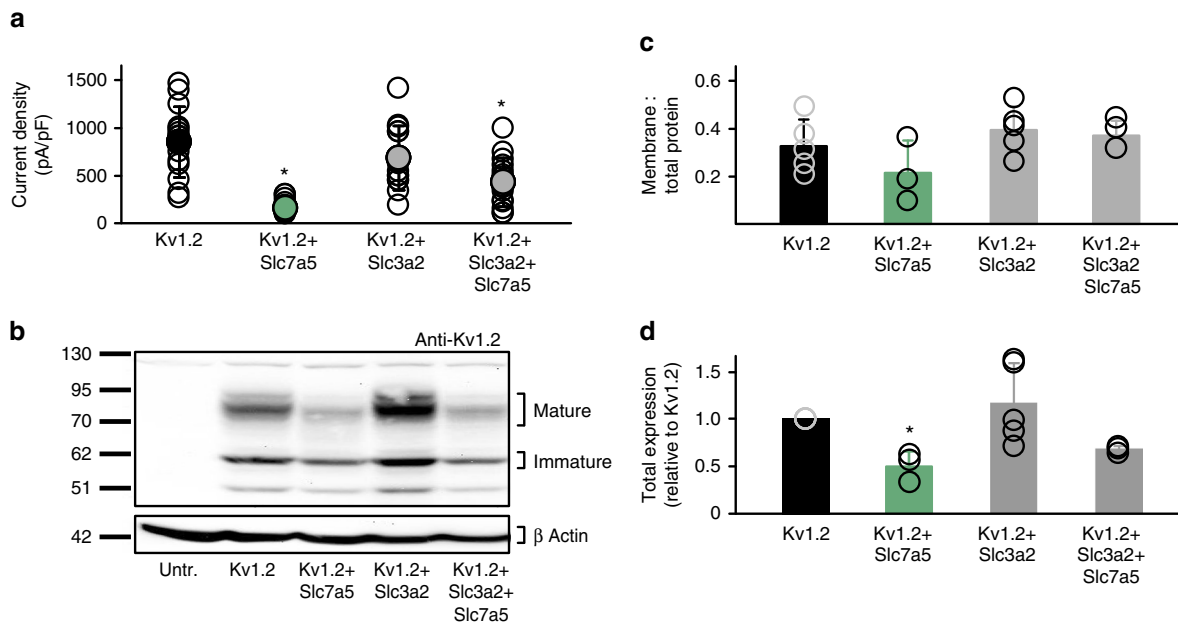 a
Current density
(pA/pF)
1500
1000
500
0
*
*
Kv1.2
Kv1.2+
Slc7a5
Kv1.2+
Slc3a2
Kv1.2+
Slc3a2+
Slc7a5
b
Anti-Kv1.2
130
95
70
62
51
42
Mature
Immature
β Actin
Untr.
Kv1.2
Kv1.2+
Slc7a5
Kv1.2+
Slc3a2
Kv1.2+
Slc3a2+
Slc7a5
c
Membrane :
total protein
0.6
0.4
0.2
Kv1.2
Kv1.2+
Slc7a5
Kv1.2+
Slc3a2
Kv1.2+
Slc3a2
Slc7a5
d
Total expression
(relative to Kv1.2)
1.5
1.0
0.5
0
*
Kv1.2
Kv1.2+
Slc7a5
Kv1.2+
Slc3a2
Kv1.2+
Slc3a2+
Slc7a5